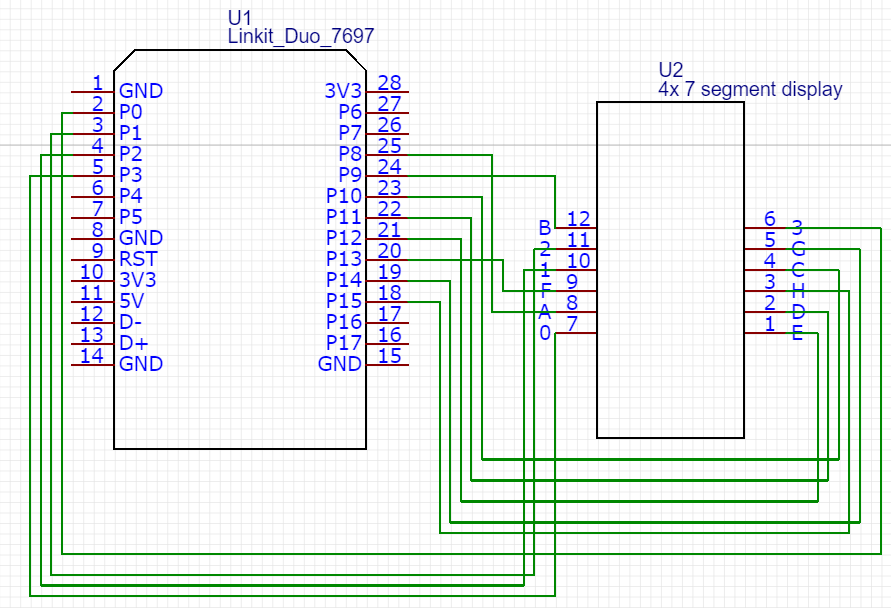 U1
Linkit_Duo_7697
1 GND
2 P0
3 P1
4 P2
5 P3
6 P4
7 P5
8 GND
9 RST
10 3V3
11 5V
12 D-
13 D+
14 GND
3V3 28
P6 27
P7 26
P8 25
P9 24
P10 23
P11 22
P12 21
P13 20
P14 19
P15 18
P16 17
P17 16
GND 15
U2
4x 7 segment display
B 12
2 11
1 10
F 9
A 8
0 7
6 3
5 G
4 C
3 H
2 D
1 E